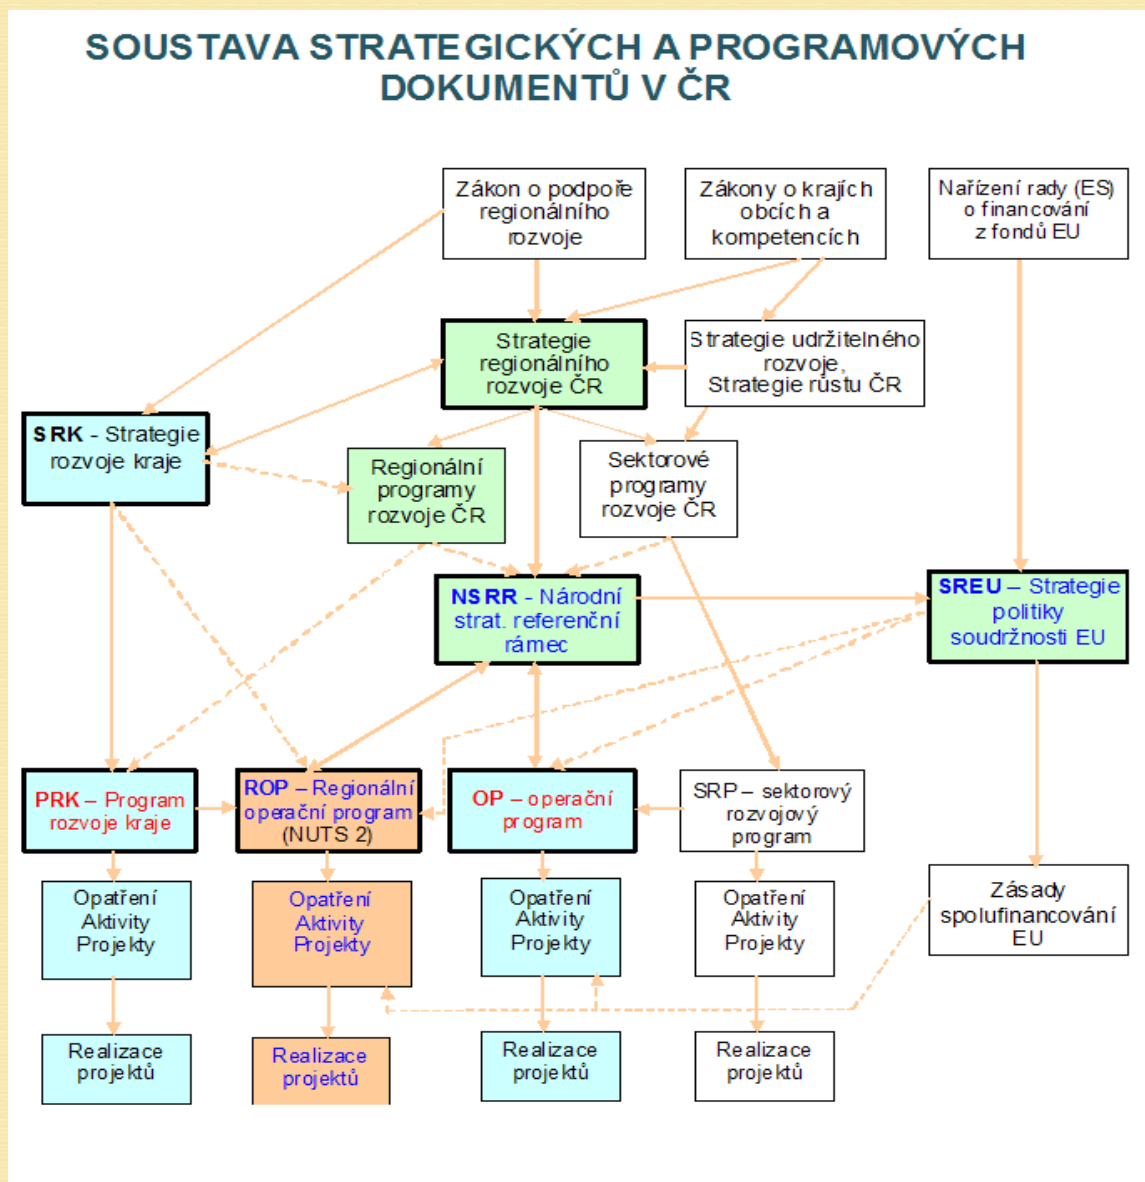 SOUSTAVA STRATEGICKÝCH A PROGRAMOVÝCH
DOKUMENTŮ V ČR
Zákon o podpoře
regionálního
rozvoje
Zákony o krajích
obcích a
kompetencích
Nařízení rady (ES)
o financování
z fondů EU
Strategie
regionálního
rozvoje ČR
Strategie udržitelného
rozvoje,
Strategie růstu ČR
SRK - Strategie
rozvoje kraje
Regionální
programy
rozvoje ČR
Sektorové
programy
rozvoje ČR
NSRR - Národní
strat. referenční
rámec
SREU – Strategie
politiky
soudržnosti EU
PRK – Program
rozvoje kraje
ROP – Regionální
operační program
(NUTS 2)
OP – operační
program
SRP – sektorový
rozvojový
program
Opatření
Aktivity
Projekty
Opatření
Aktivity
Projekty
Opatření
Aktivity
Projekty
Opatření
Aktivity
Projekty
Zásady
spolufinancování
EU
Realizace
projektů
Realizace
projektů
Realizace
projektů
Realizace
projektů